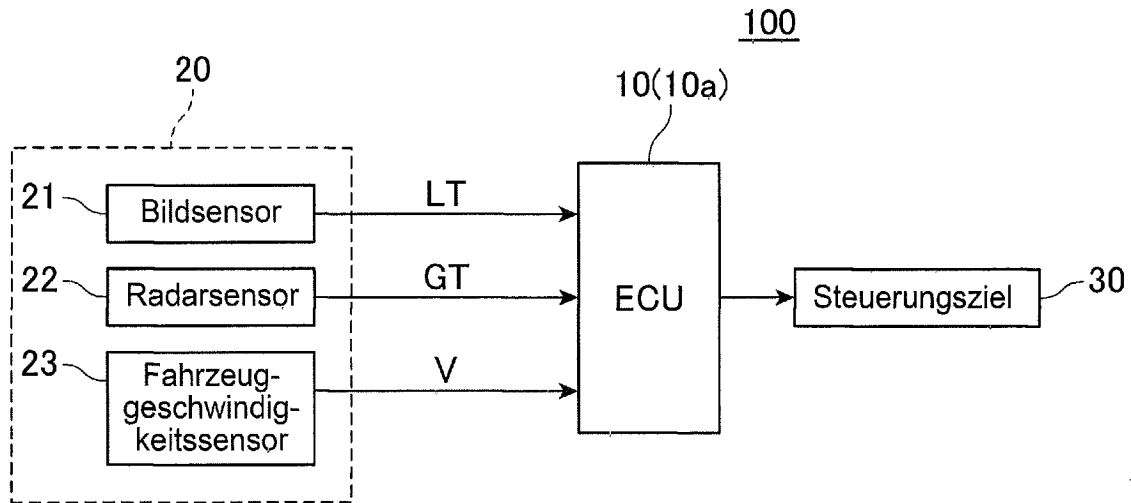 100
20
10(10a)
21
Bildsensor
LT
22
Radarsensor
GT
ECU
Steuerungsziel
30
23
Fahrzeug-
geschwindig-
keitssensor
V